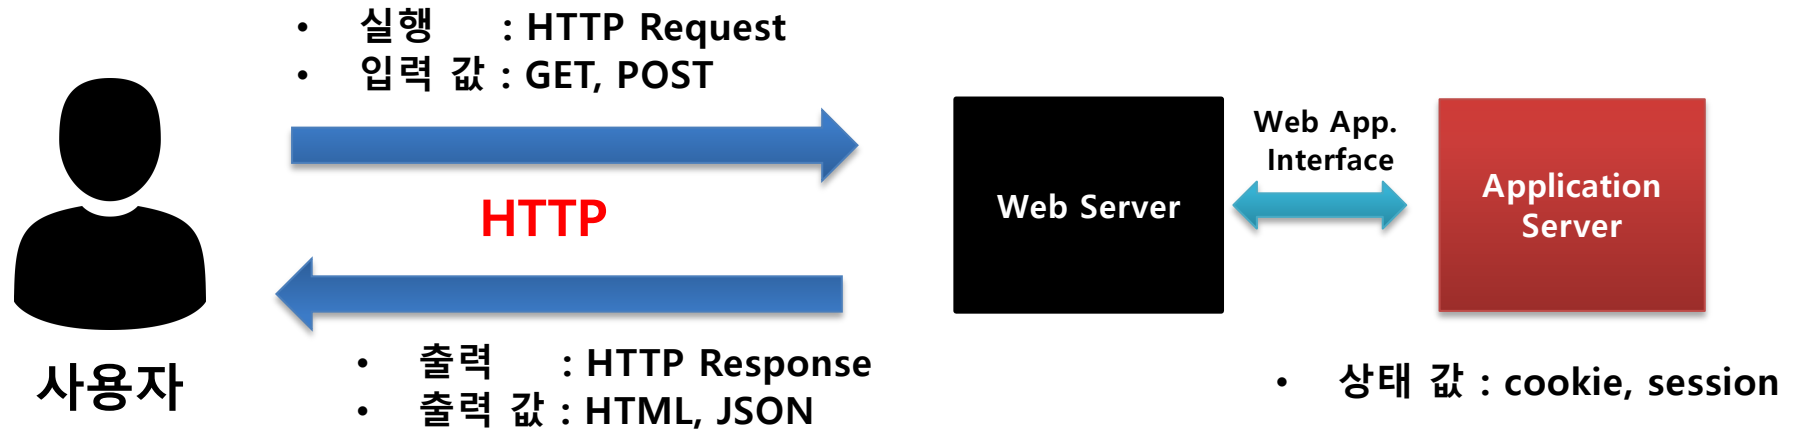 • 실행 : HTTP Request
• 입력 값 : GET, POST
HTTP
• 출력 : HTTP Response
• 출력 값 : HTML, JSON
사용자
Web Server
Web App.
Interface
Application
Server
• 상태 값 : cookie, session